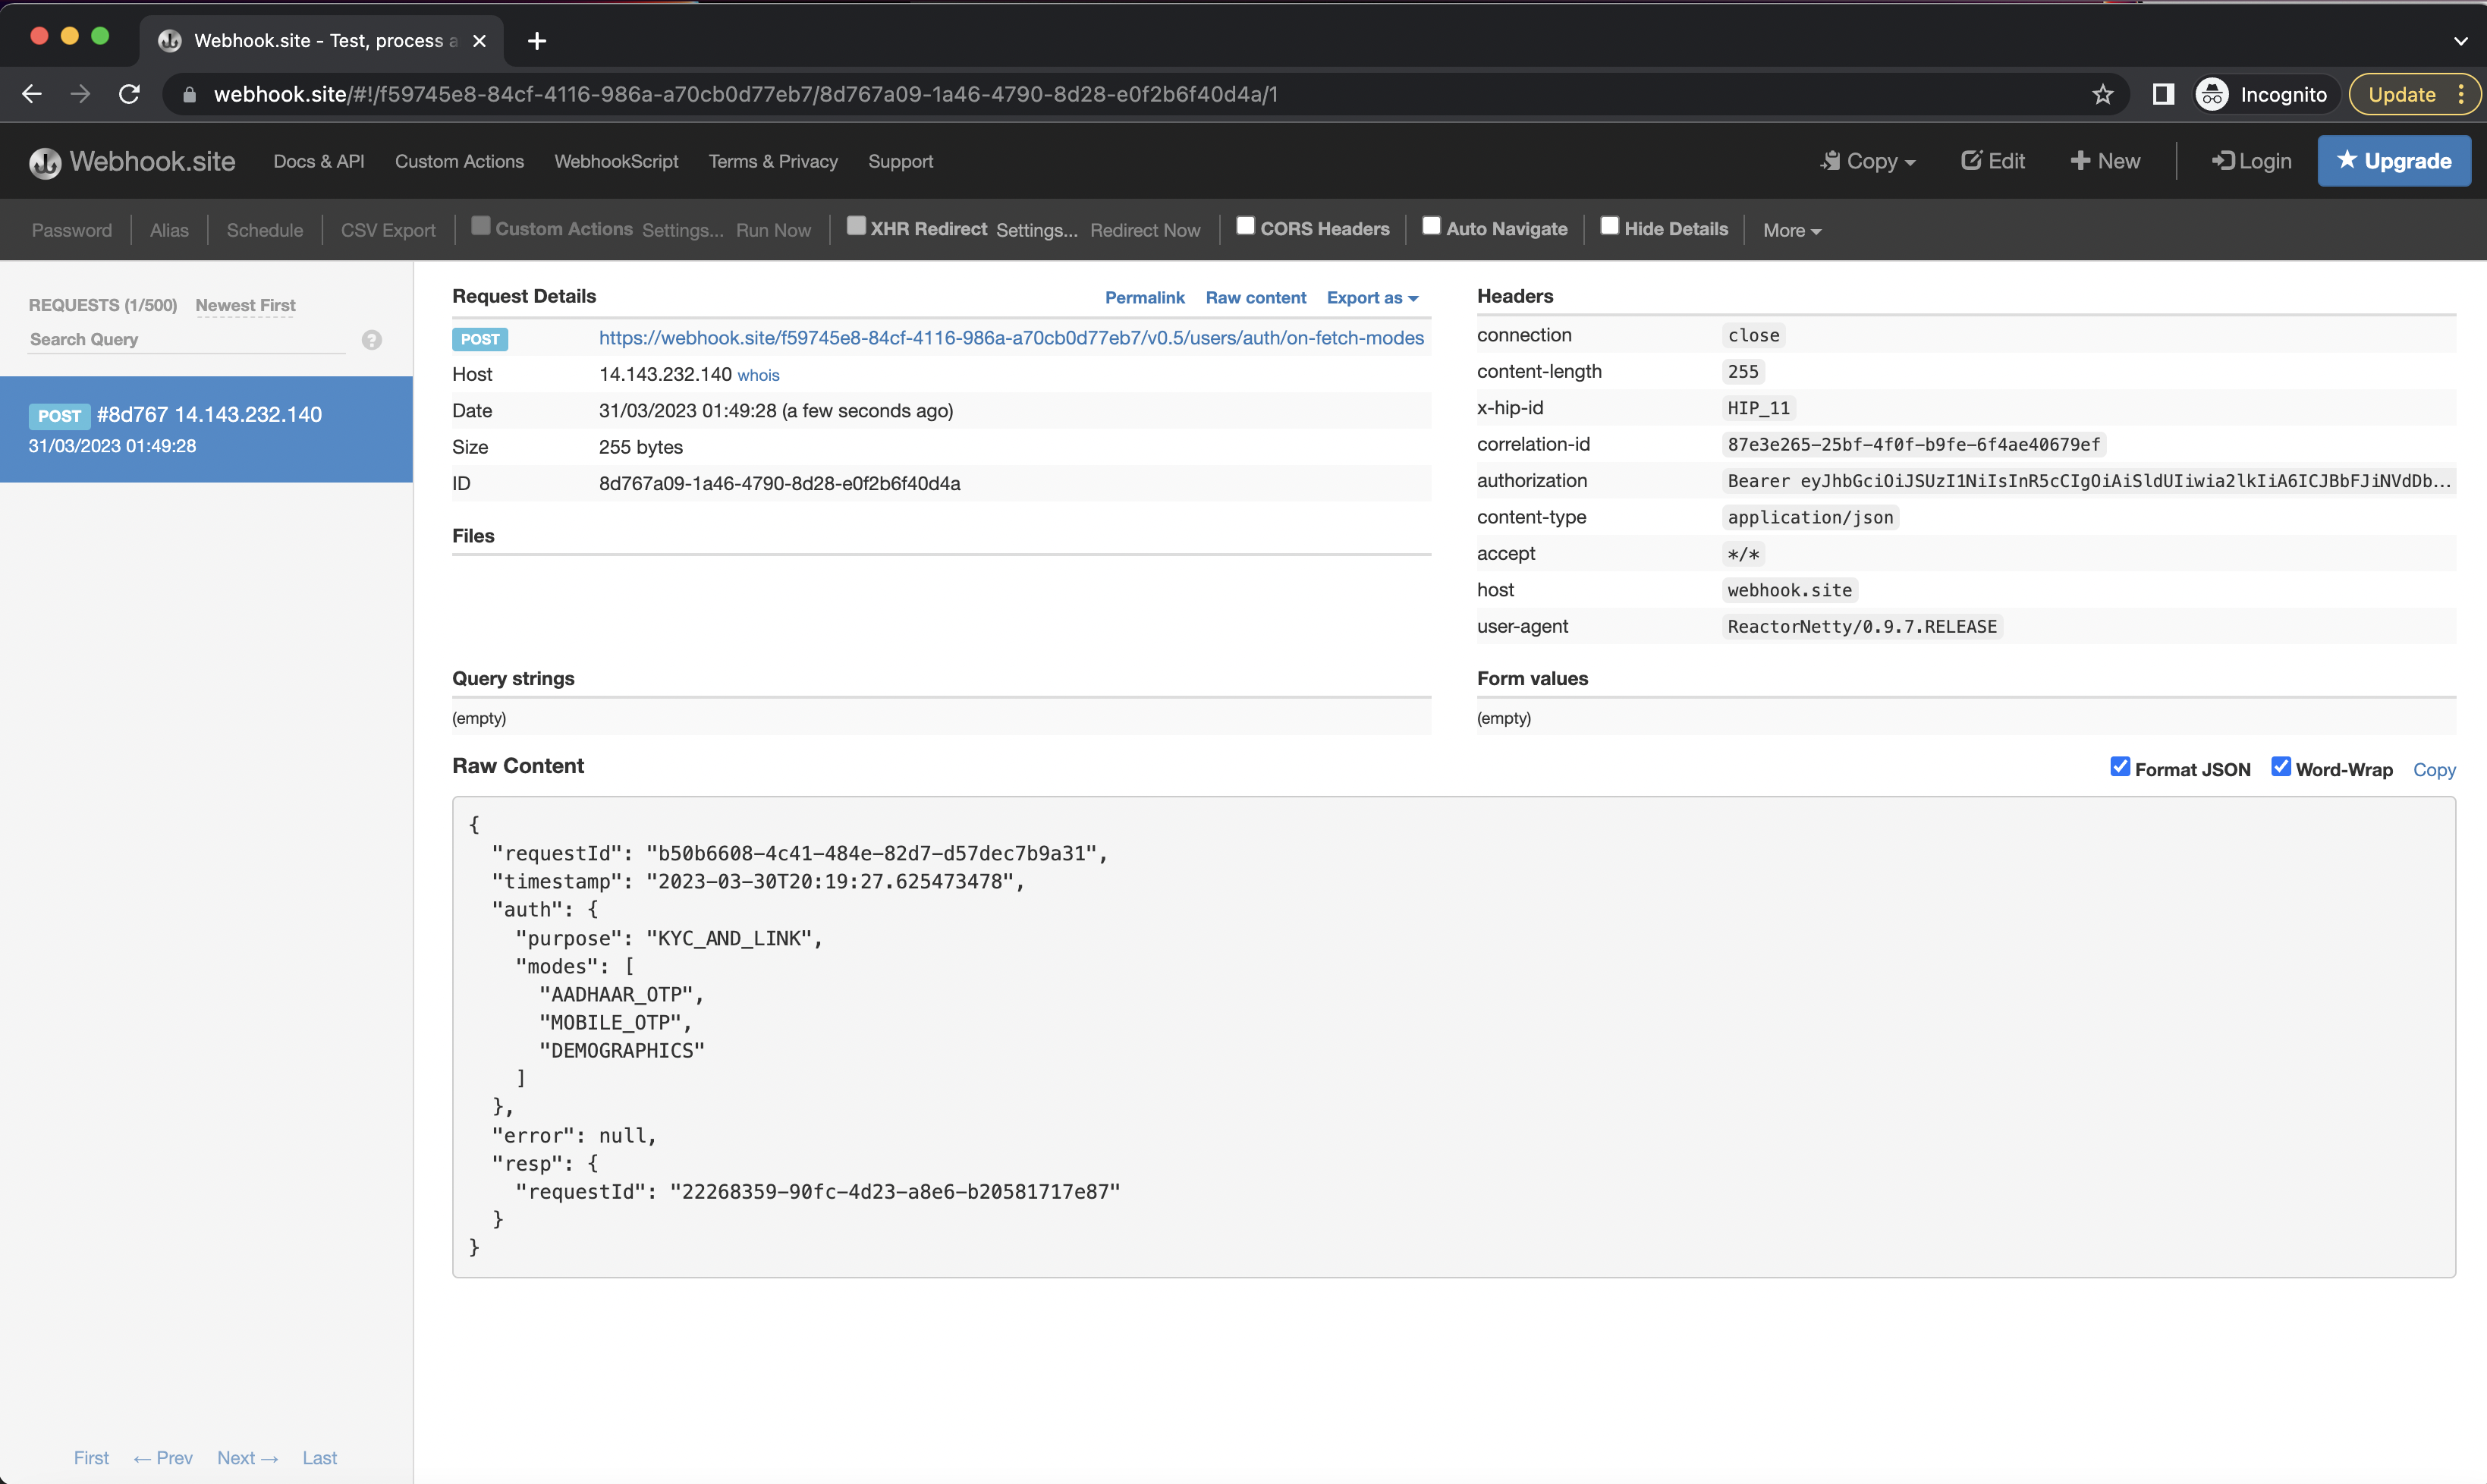 Webhook.site - Test, process a
webhook.site/#!/f59745e8-84cf-4116-986a-a70cb0d77eb7/8d767a09-1a46-4790-8d28-e0f2b6f40d4a/1
Incognito
Update
Webhook.site Docs & API Custom Actions WebhookScript Terms & Privacy Support Copy Edit New Login Upgrade
Password Alias Schedule CSV Export Custom Actions Settings... Run Now XHR Redirect Settings... Redirect Now CORS Headers Auto Navigate Hide Details More
REQUESTS (1/500) Newest First
Search Query ?
POST #8d767 14.143.232.140
31/03/2023 01:49:28
First ← Prev Next → Last
Request Details Permalink Raw content Export as
POST https://webhook.site/f59745e8-84cf-4116-986a-a70cb0d77eb7/v0.5/users/auth/on-fetch-modes
Host 14.143.232.140 whois
Date 31/03/2023 01:49:28 (a few seconds ago)
Size 255 bytes
ID 8d767a09-1a46-4790-8d28-e0f2b6f40d4a
Files
Headers
connection close
content-length 255
x-hip-id HIP_11
correlation-id 87e3e265-25bf-4f0f-b9fe-6f4ae40679ef
authorization Bearer eyJhbGciOiJSUzI1NiIsInR5cCIgOiAiSldUIiwia2lkIiA6ICJBbFJiNVdDb...
content-type application/json
accept */*
host webhook.site
user-agent ReactorNetty/0.9.7.RELEASE
Query strings
(empty)
Form values
(empty)
Raw Content Format JSON Word-Wrap Copy
{
"requestId": "b50b6608-4c41-484e-82d7-d57dec7b9a31",
"timestamp": "2023-03-30T20:19:27.625473478",
"auth": {
"purpose": "KYC_AND_LINK",
"modes": [
"AADHAAR_OTP",
"MOBILE_OTP",
"DEMOGRAPHICS"
]
},
"error": null,
"resp": {
"requestId": "22268359-90fc-4d23-a8e6-b20581717e87"
}
}